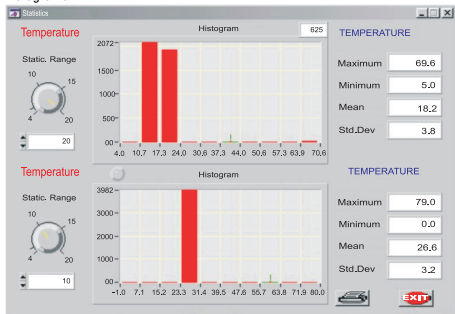 Statistics
Temperature
Histogram
625
TEMPERATURE
Static. Range
10
15
4
20
20
2072
1500
1000
500
00
4,0 10,7 17,3 24,0 30,6 37,3 44,0 50,6 57,3 63,9 70,6
Maximum 69.6
Minimum 5.0
Mean 18.2
Std.Dev 3.8
Temperature
Histogram
TEMPERATURE
Static. Range
10
15
4
20
10
3982
3000
2000
1000
00
-1,0 7,1 15,2 23,3 31,4 39,5 47,6 55,7 63,8 71,9 80.0
Maximum 79.0
Minimum 0.0
Mean 26.6
Std.Dev 3.2
EXIT